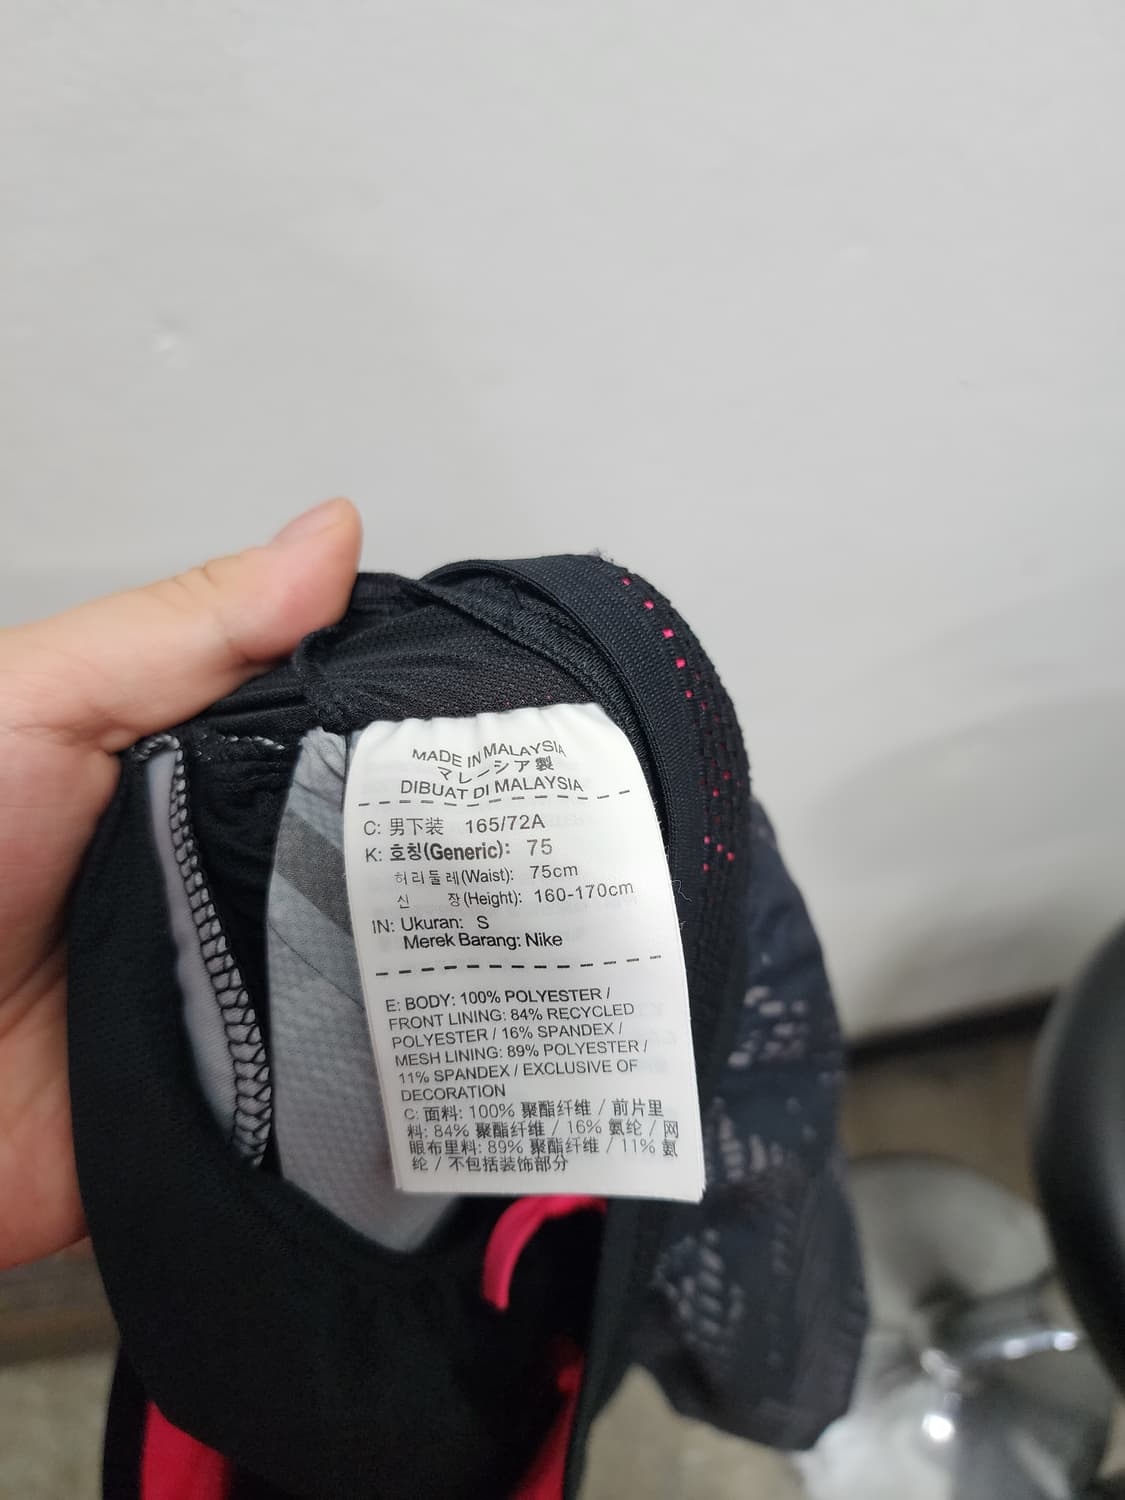 MADE IN MALAYSIA
マレーシア製
DIBUAT DI MALAYSIA
C: 男下装 165/72A
K: 호칭(Generic): 75
허리둘레(Waist): 75cm
신 장(Height): 160-170cm
IN: Ukuran: S
Merek Barang: Nike
E: BODY: 100% POLYESTER /
FRONT LINING: 84% RECYCLED
POLYESTER / 16% SPANDEX /
MESH LINING: 89% POLYESTER /
11% SPANDEX / EXCLUSIVE OF
DECORATION
C: 面料: 100% 聚酯纤维 / 前片里
料: 84% 聚酯纤维 / 16% 氨纶 / 网
眼布里料: 89% 聚酯纤维 / 11% 氨
纶 / 不包括装饰部分